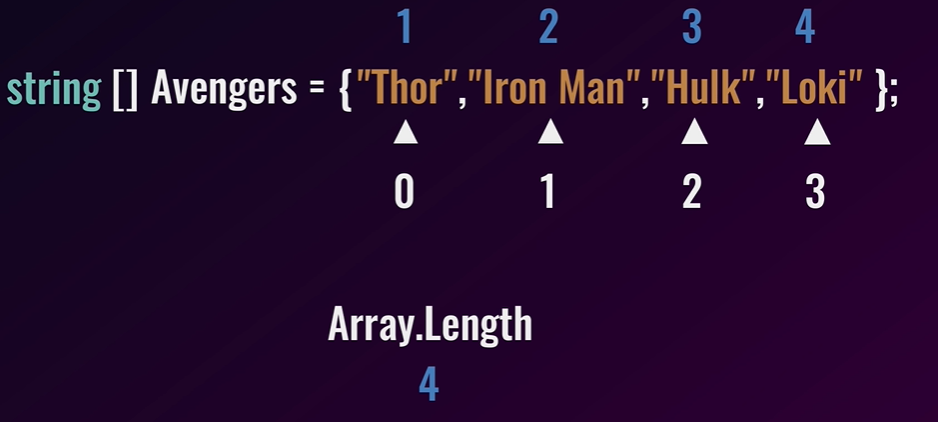 1 2 3 4
string [] Avengers = {"Thor","Iron Man","Hulk","Loki" };
0 1 2 3
Array.Length
4